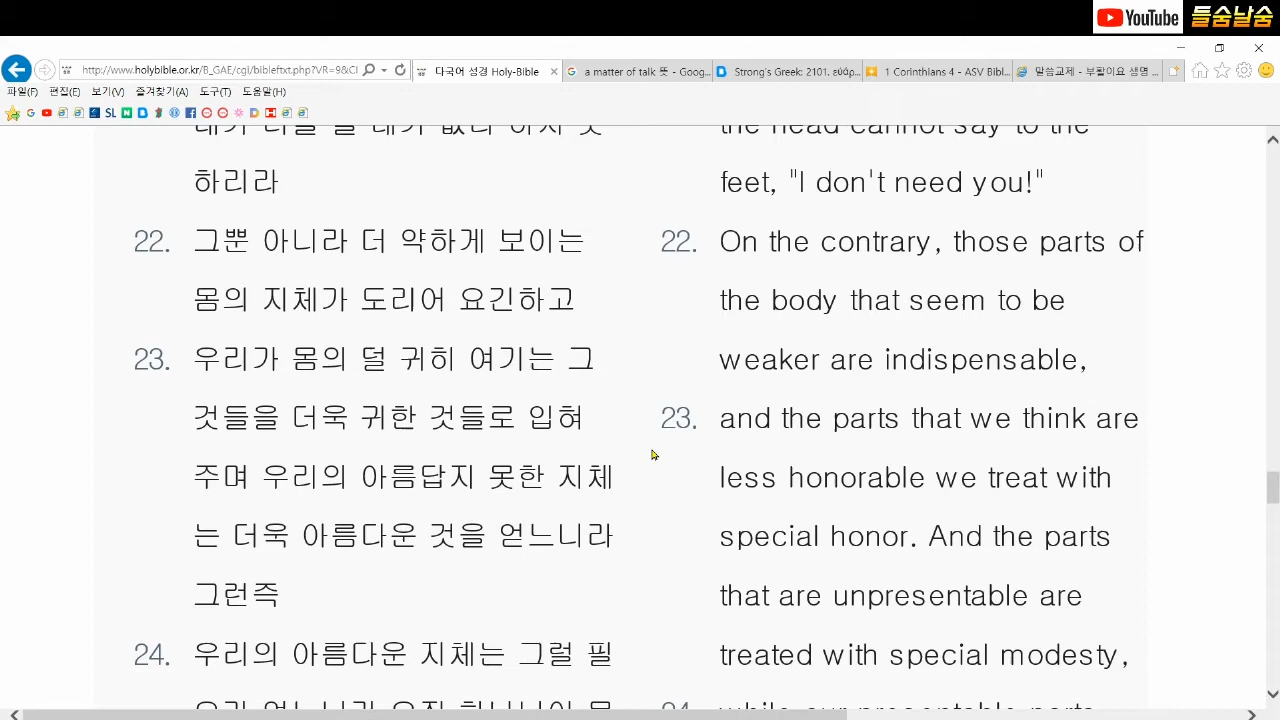 YouTube 들숨날숨
http://www.holybible.or.kr/B_GAE/cgi/bibleftxt.php?VR=9&CI
다국어 성경 Holy-Bible
a matter of talk 뜻 - Goog...
Strong's Greek: 2101. εὐάρ...
1 Corinthians 4 - ASV Bibl...
말씀교제 - 부활이요 생명 ...
파일(F) 편집(E) 보기(V) 즐겨찾기(A) 도구(T) 도움말(H)
하리라
22. 그뿐 아니라 더 약하게 보이는
몸의 지체가 도리어 요긴하고
23. 우리가 몸의 덜 귀히 여기는 그
것들을 더욱 귀한 것들로 입혀
주며 우리의 아름답지 못한 지체
는 더욱 아름다운 것을 얻느니라
그런즉
24. 우리의 아름다운 지체는 그럴 필
the head cannot say to the
feet, "I don't need you!"
22. On the contrary, those parts of
the body that seem to be
weaker are indispensable,
23. and the parts that we think are
less honorable we treat with
special honor. And the parts
that are unpresentable are
treated with special modesty,